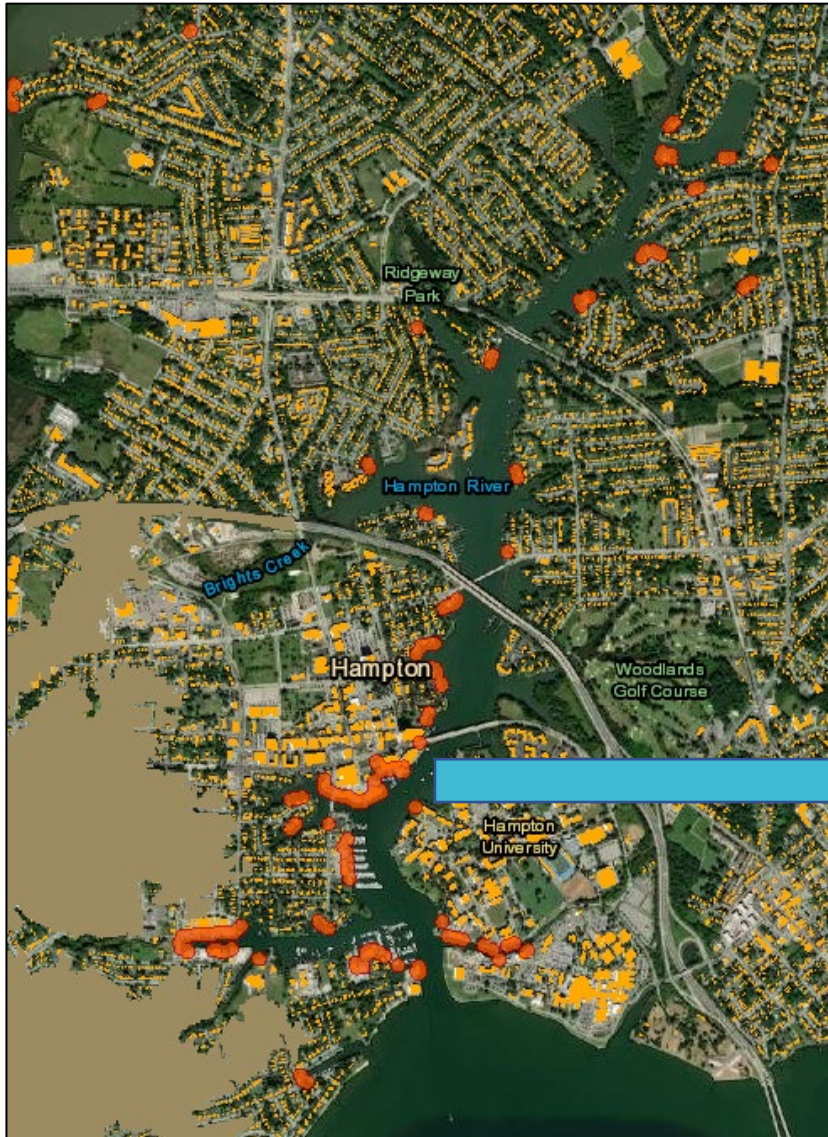 Ridgeway
Park
Hampton River
Brights Creek
Hampton
Woodlands
Golf Course
Hampton
University